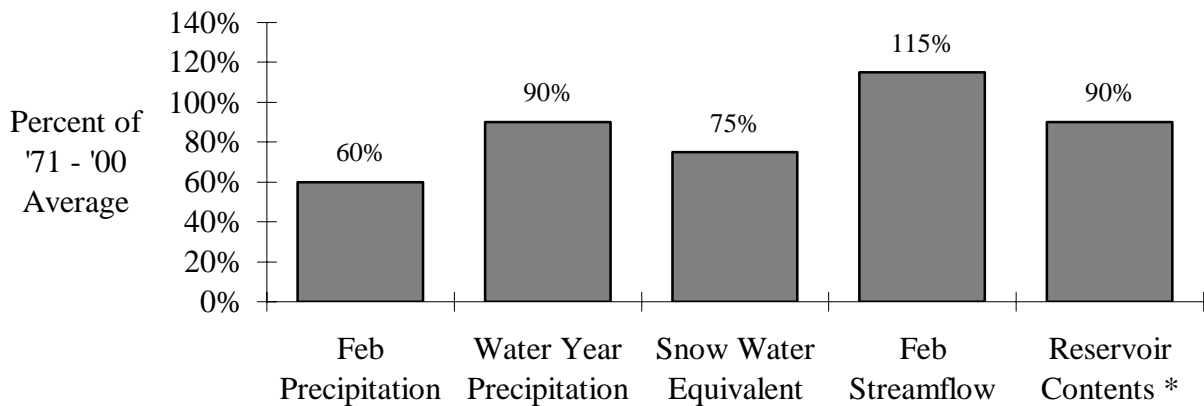 140%
120%
100%
80%
60%
40%
20%
0%
Percent of
'71 - '00
Average
60%
90%
75%
115%
90%
Feb
Precipitation
Water Year
Precipitation
Snow Water
Equivalent
Feb
Streamflow
Reservoir
Contents *